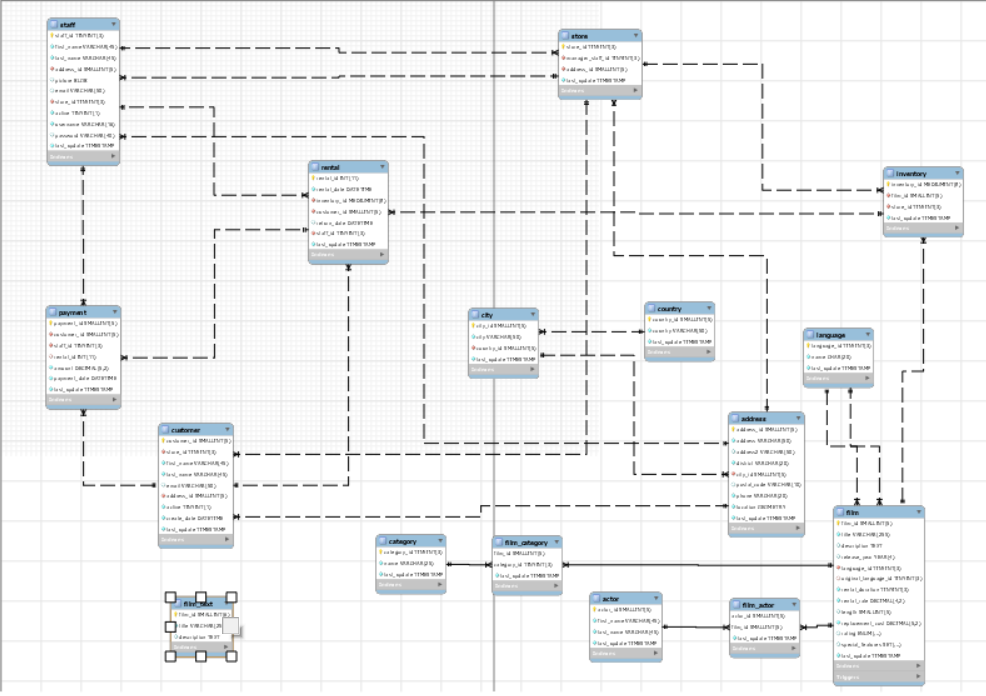 staff
staff_id TINYINT(3)
first_name VARCHAR(45)
last_name VARCHAR(45)
address_id SMALLINT(5)
picture BLOB
email VARCHAR(50)
store_id TINYINT(3)
active TINYINT(1)
username VARCHAR(16)
password VARCHAR(40)
last_update TIMESTAMP
Indexes
store
store_id TINYINT(3)
manager_staff_id TINYINT(3)
address_id SMALLINT(5)
last_update TIMESTAMP
Indexes
rental
rental_id INT(11)
rental_date DATETIME
inventory_id MEDIUMINT(8)
customer_id SMALLINT(5)
return_date DATETIME
staff_id TINYINT(3)
last_update TIMESTAMP
Indexes
inventory
inventory_id MEDIUMINT(8)
film_id SMALLINT(5)
store_id TINYINT(3)
last_update TIMESTAMP
Indexes
payment
payment_id SMALLINT(5)
customer_id SMALLINT(5)
staff_id TINYINT(3)
rental_id INT(11)
amount DECIMAL(5,2)
payment_date DATETIME
last_update TIMESTAMP
Indexes
city
city_id SMALLINT(5)
city VARCHAR(50)
country_id SMALLINT(5)
last_update TIMESTAMP
Indexes
country
country_id SMALLINT(5)
country VARCHAR(50)
last_update TIMESTAMP
Indexes
language
language_id TINYINT(3)
name CHAR(20)
last_update TIMESTAMP
Indexes
customer
customer_id SMALLINT(5)
store_id TINYINT(3)
first_name VARCHAR(45)
last_name VARCHAR(45)
email VARCHAR(50)
address_id SMALLINT(5)
active TINYINT(1)
create_date DATETIME
last_update TIMESTAMP
Indexes
address
address_id SMALLINT(5)
address VARCHAR(50)
address2 VARCHAR(50)
district VARCHAR(20)
city_id SMALLINT(5)
postal_code VARCHAR(10)
phone VARCHAR(20)
location GEOMETRY
last_update TIMESTAMP
Indexes
category
category_id TINYINT(3)
name VARCHAR(25)
last_update TIMESTAMP
Indexes
film_category
film_id SMALLINT(5)
category_id TINYINT(3)
last_update TIMESTAMP
Indexes
film
film_id SMALLINT(5)
title VARCHAR(255)
description TEXT
release_year YEAR(4)
language_id TINYINT(3)
original_language_id TINYINT(3)
rental_duration TINYINT(3)
rental_rate DECIMAL(4,2)
length SMALLINT(5)
replacement_cost DECIMAL(5,2)
rating ENUM(...)
special_features SET(...)
last_update TIMESTAMP
Indexes
Triggers
film_text
film_id SMALLINT(5)
title VARCHAR(25
description TEXT
Indexes
actor
actor_id SMALLINT(5)
first_name VARCHAR(45)
last_name VARCHAR(45)
last_update TIMESTAMP
Indexes
film_actor
actor_id SMALLINT(5)
film_id SMALLINT(5)
last_update TIMESTAMP
Indexes